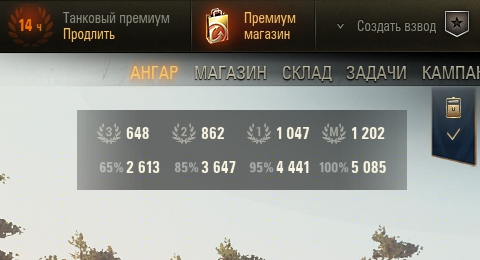 14 ч
Танковый премиум
Продлить
Премиум
магазин
Создать взвод
АНГАР МАГАЗИН СКЛАД ЗАДАЧИ КАМПАН
3 648 2 862 1 1 047 M 1 202
65% 2 613 85% 3 647 95% 4 441 100% 5 085